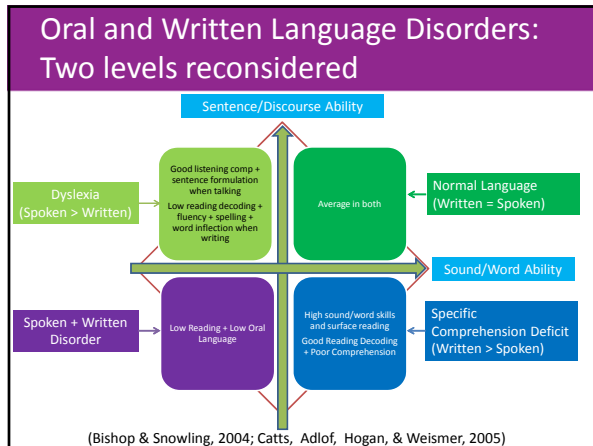 Oral and Written Language Disorders:
Two levels reconsidered
Sentence/Discourse Ability
Dyslexia
(Spoken > Written)
Good listening comp +
sentence formulation
when talking
Low reading decoding +
fluency + spelling +
word inflection when
writing
Average in both
Normal Language
(Written = Spoken)
Sound/Word Ability
Spoken + Written
Disorder
Low Reading + Low Oral
Language
High sound/word skills
and surface reading
Good Reading Decoding
+ Poor Comprehension
Specific
Comprehension Deficit
(Written > Spoken)
(Bishop & Snowling, 2004; Catts, Adlof, Hogan, & Weismer, 2005)